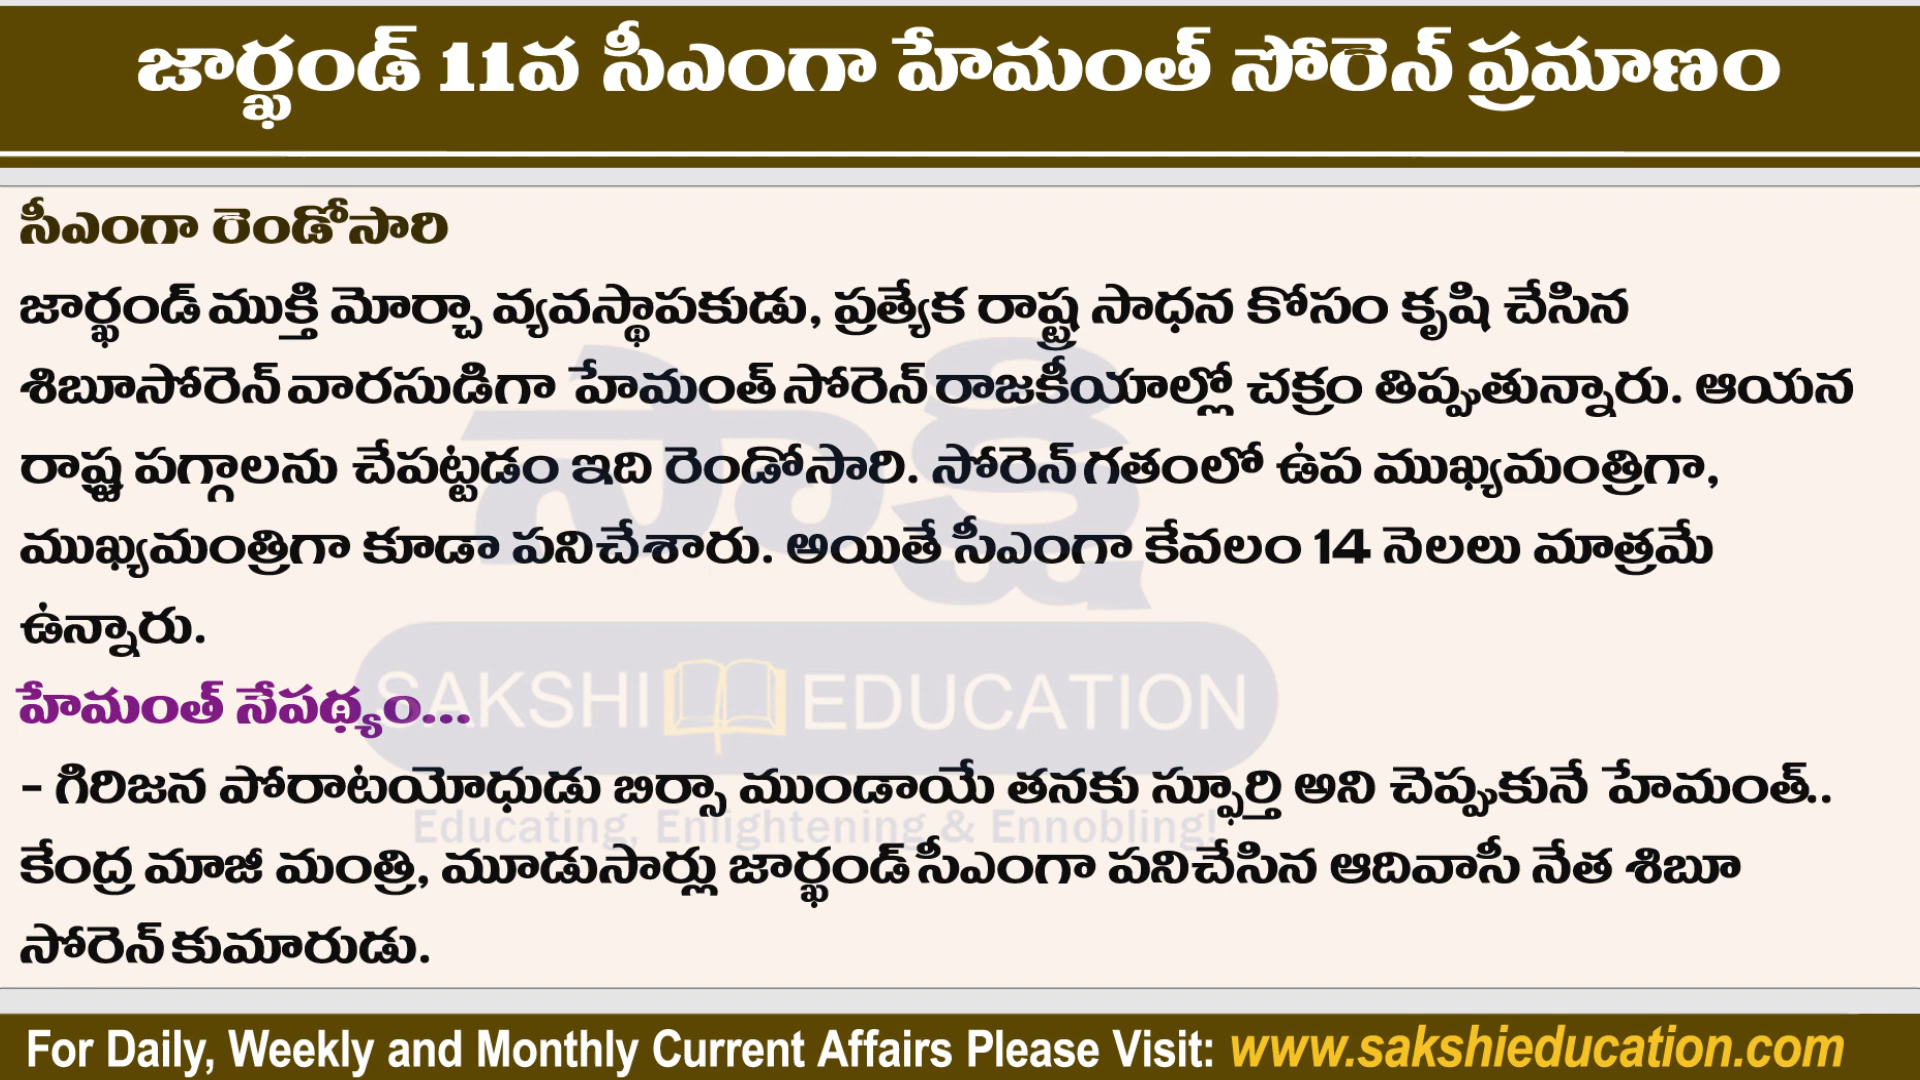 జార్ఖండ్ 11వ సీఎంగా హేమంత్ సోరెన్ ప్రమాణం
సీఎంగా రెండోసారి
జార్ఖండ్ ముక్తి మోర్చా వ్యవస్థాపకుడు, ప్రత్యేక రాష్ట్ర సాధన కోసం కృషి చేసిన
శిబూసోరెన్ వారసుడిగా హేమంత్ సోరెన్ రాజకీయాల్లో చక్రం తిప్పుతున్నారు. ఆయన
రాష్ట్ర పగ్గాలను చేపట్టడం ఇది రెండోసారి. సోరెన్ గతంలో ఉప ముఖ్యమంత్రిగా,
ముఖ్యమంత్రిగా కూడా పనిచేశారు. అయితే సీఎంగా కేవలం 14 నెలలు మాత్రమే
ఉన్నారు.
హేమంత్ నేపథ్యం...
- గిరిజన పోరాటయోధుడు బిర్సా ముండాయే తనకు స్ఫూర్తి అని చెప్పుకునే హేమంత్..
కేంద్ర మాజీ మంత్రి, మూడుసార్లు జార్ఖండ్ సీఎంగా పనిచేసిన ఆదివాసీ నేత శిబూ
సోరెన్ కుమారుడు.
సాక్షి
SAKSHI EDUCATION
Educating, Enlightening & Ennobling!
For Daily, Weekly and Monthly Current Affairs Please Visit: www.sakshieducation.com